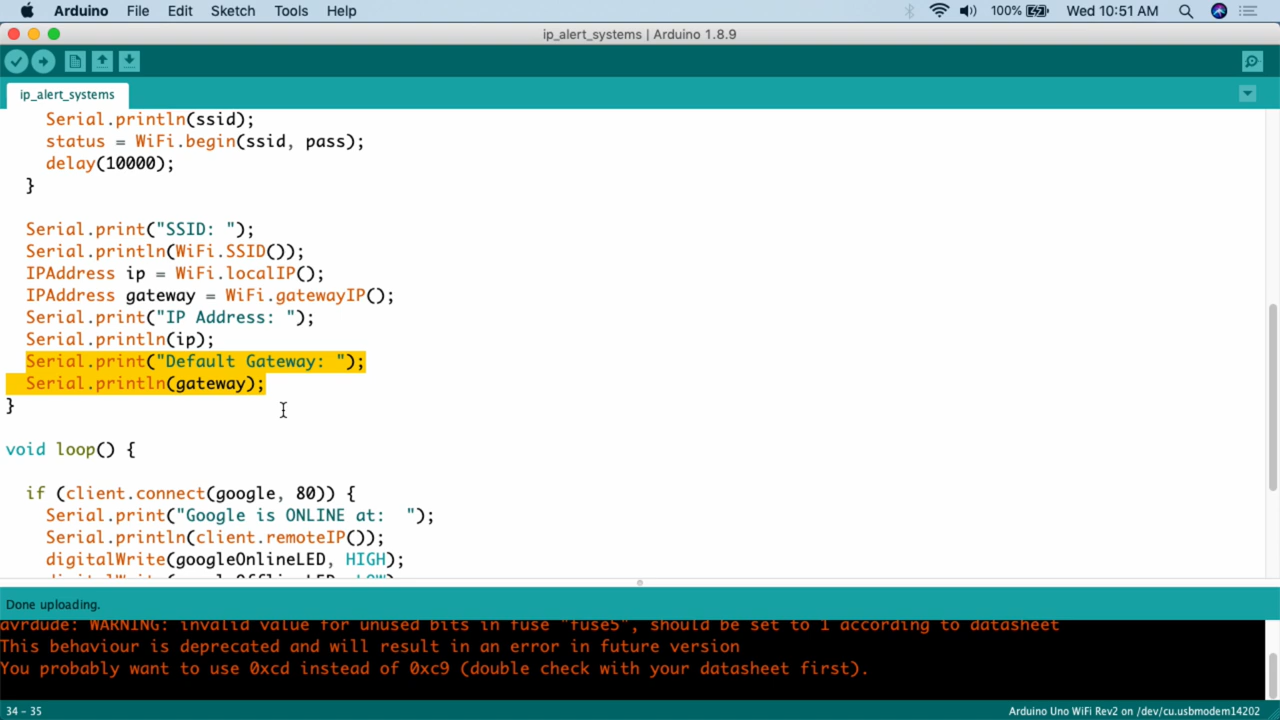 Arduino File Edit Sketch Tools Help 100% Wed 10:51 AM
ip_alert_systems | Arduino 1.8.9
ip_alert_systems
Serial.println(ssid);
status = WiFi.begin(ssid, pass);
delay(10000);
}
Serial.print("SSID: ");
Serial.println(WiFi.SSID());
IPAddress ip = WiFi.localIP();
IPAddress gateway = WiFi.gatewayIP();
Serial.print("IP Address: ");
Serial.println(ip);
Serial.print("Default Gateway: ");
Serial.println(gateway);
}
void loop() {
if (client.connect(google, 80)) {
Serial.print("Google is ONLINE at:  ");
Serial.println(client.remoteIP());
digitalWrite(googleOnlineLED, HIGH);
digitalWrite(googleOfflineLED, LOW)
Done uploading.
avrdude: WARNING: invalid value for unused bits in fuse "fuse5", should be set to 1 according to datasheet
This behaviour is deprecated and will result in an error in future version
You probably want to use 0xcd instead of 0xc9 (double check with your datasheet first).
34 - 35 Arduino Uno WiFi Rev2 on /dev/cu.usbmodem14202